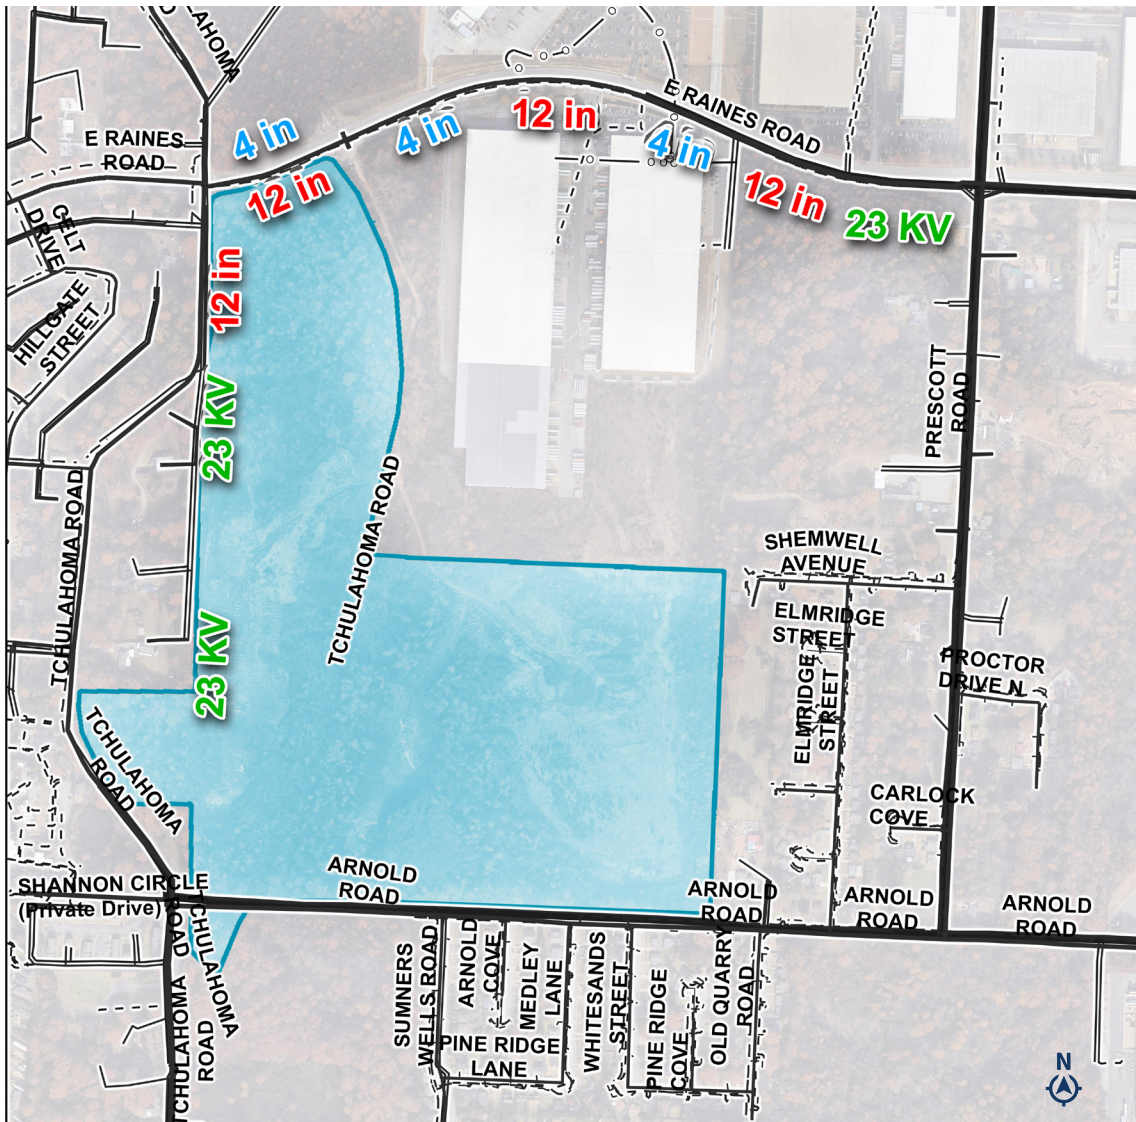 TCHULAHOMA
E RAINES
ROAD
4 in
4 in
12 in
E RAINES ROAD
4 in
12 in
12 in
23 KV
CELT
DRIVE
12 in
HILLGATE
STREET
PRESCOTT
ROAD
23 KV
TCHULAHOMA ROAD
TCHULAHOMA ROAD
SHEMWELL
AVENUE
ELMRIDGE
STREET
23 KV
PROCTOR
DRIVE N
ELMRIDGE
STREET
TCHULAHOMA
ROAD
CARLOCK
COVE
ARNOLD
ROAD
SHANNON CIRCLE
(Private Drive)
ARNOLD
ROAD
ARNOLD
ROAD
ARNOLD
ROAD
TCHULAHOMA
ROAD
TCHULAHOMA
ROAD
SUMNERS
WELLS ROAD
ARNOLD
COVE
MEDLEY
LANE
WHITESANDS
STREET
PINE RIDGE
COVE
OLD QUARRY
ROAD
PINE RIDGE
LANE
N